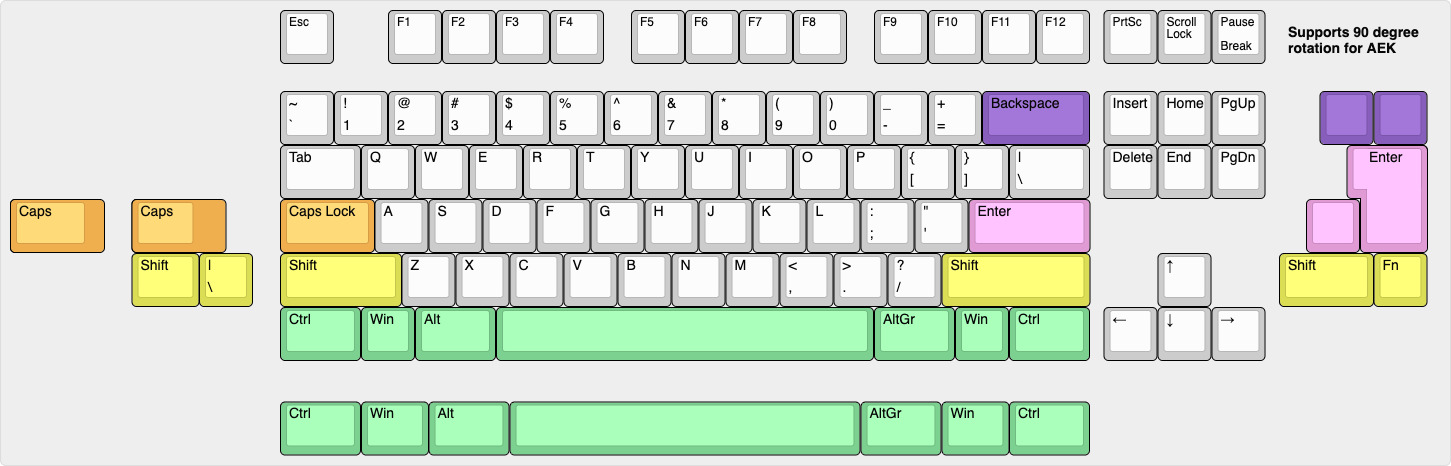 Esc F1 F2 F3 F4 F5 F6 F7 F8 F9 F10 F11 F12 PrtSc Scroll Pause
Lock
Break
Supports 90 degree
rotation for AEK
~ ! @ # $ % ^ & * ( ) _ + Backspace Insert Home PgUp
` 1 2 3 4 5 6 7 8 9 0 - =
Tab Q W E R T Y U I O P { } | Delete End PgDn Enter
[ ] \
Caps Caps Caps Lock A S D F G H J K L : " Enter
; '
Shift | Shift Z X C V B N M < > ? Shift ↑ Shift Fn
\ , . /
Ctrl Win Alt AltGr Win Ctrl ← ↓ →
Ctrl Win Alt AltGr Win Ctrl